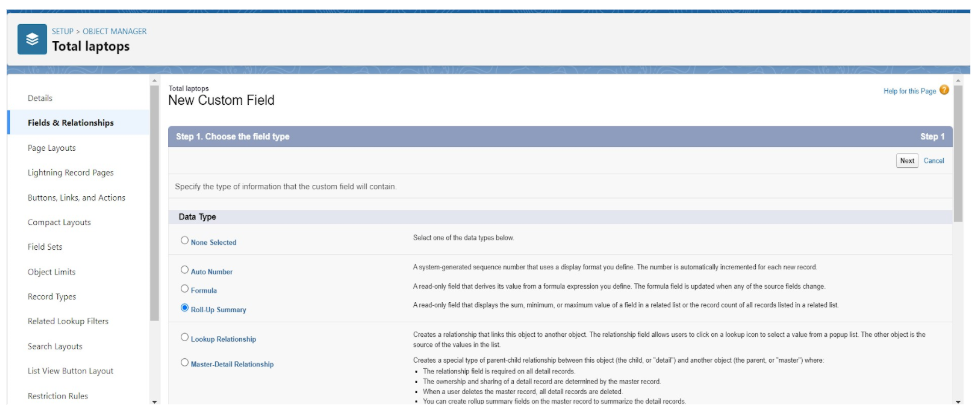 SETUP > OBJECT MANAGER
Total laptops
Details
Fields & Relationships
Page Layouts
Lightning Record Pages
Buttons, Links, and Actions
Compact Layouts
Field Sets
Object Limits
Record Types
Related Lookup Filters
Search Layouts
List View Button Layout
Restriction Rules
Total laptops
New Custom Field
Help for this Page ?
Step 1. Choose the field type Step 1
Next Cancel
Specify the type of information that the custom field will contain.
Data Type
None Selected Select one of the data types below.
Auto Number A system-generated sequence number that uses a display format you define. The number is automatically incremented for each new record.
Formula A read-only field that derives its value from a formula expression you define. The formula field is updated when any of the source fields change.
Roll-Up Summary A read-only field that displays the sum, minimum, or maximum value of a field in a related list or the record count of all records listed in a related list.
Lookup Relationship Creates a relationship that links this object to another object. The relationship field allows users to click on a lookup icon to select a value from a popup list. The other object is the
source of the values in the list.
Master-Detail Relationship Creates a special type of parent-child relationship between this object (the child, or "detail") and another object (the parent, or "master") where:
• The relationship field is required on all detail records.
• The ownership and sharing of a detail record are determined by the master record.
• When a user deletes the master record, all detail records are deleted.
• You can create rollup summary fields on the master record to summarize the detail records.